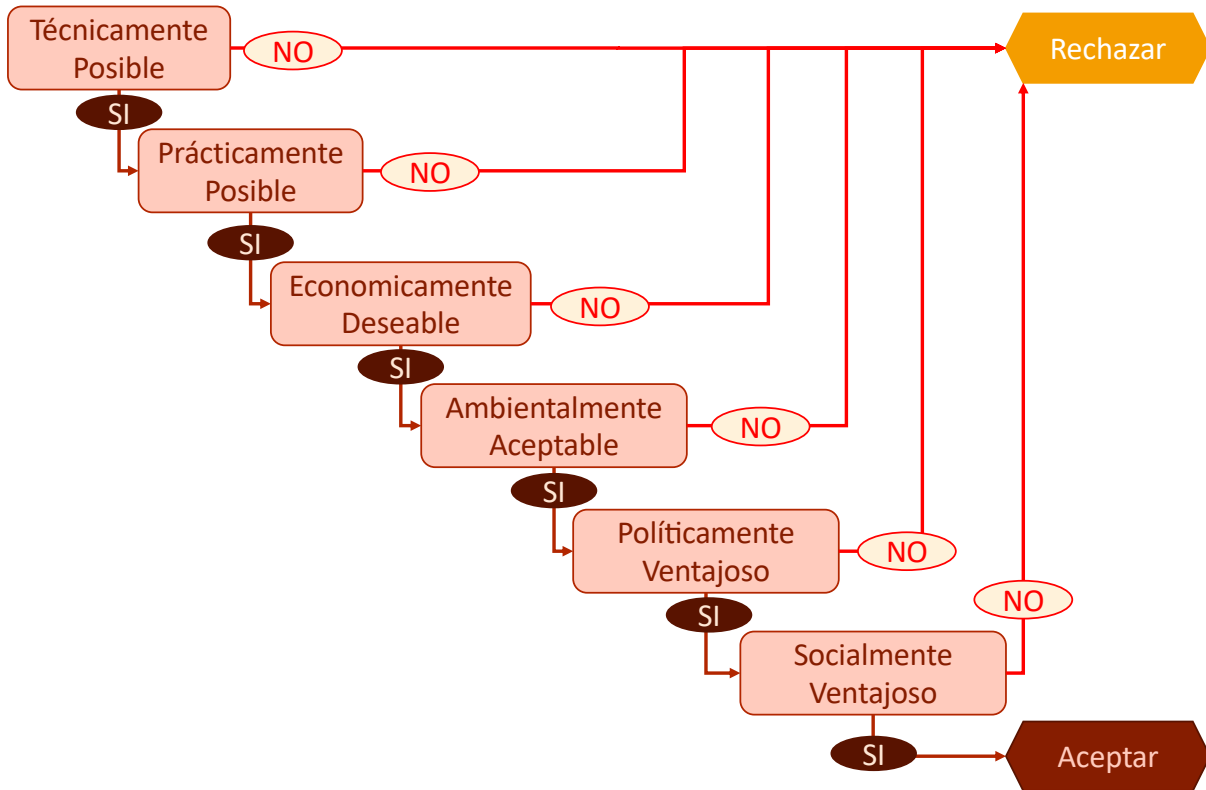 Técnicamente
Posible
NO
Rechazar
SI
Prácticamente
Posible
NO
SI
Economicamente
Deseable
NO
SI
Ambientalmente
Aceptable
NO
SI
Políticamente
Ventajoso
NO
SI
NO
Socialmente
Ventajoso
SI
Aceptar